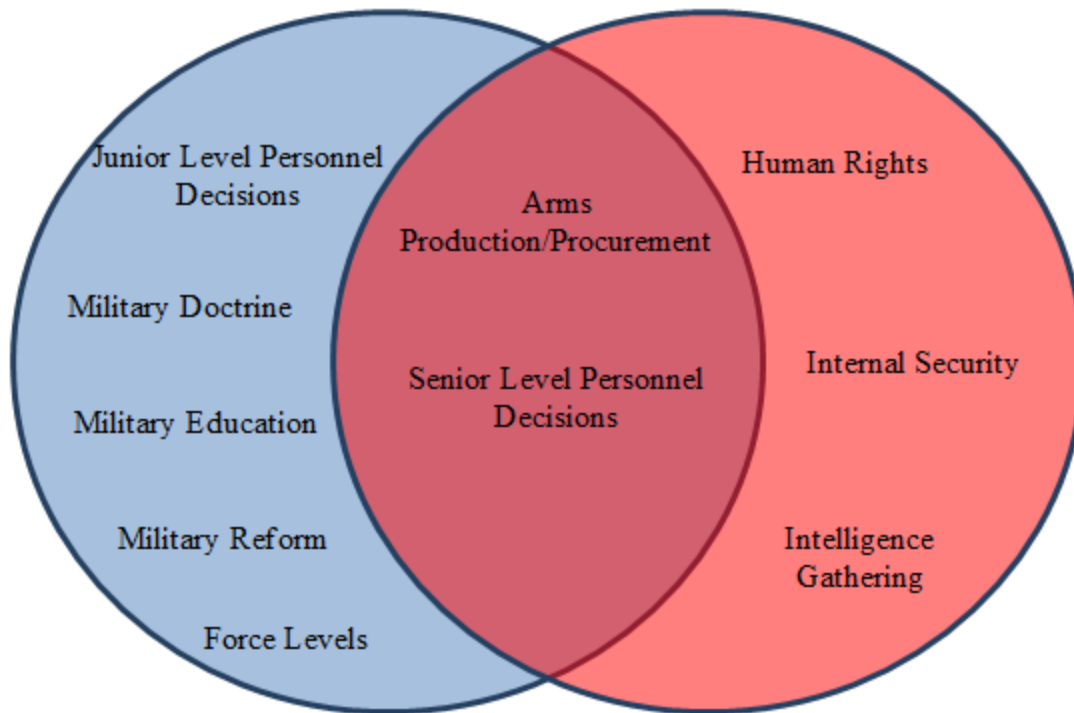 Junior Level Personnel
Decisions
Military Doctrine
Military Education
Military Reform
Force Levels
Arms
Production/Procurement
Senior Level Personnel
Decisions
Human Rights
Internal Security
Intelligence
Gathering